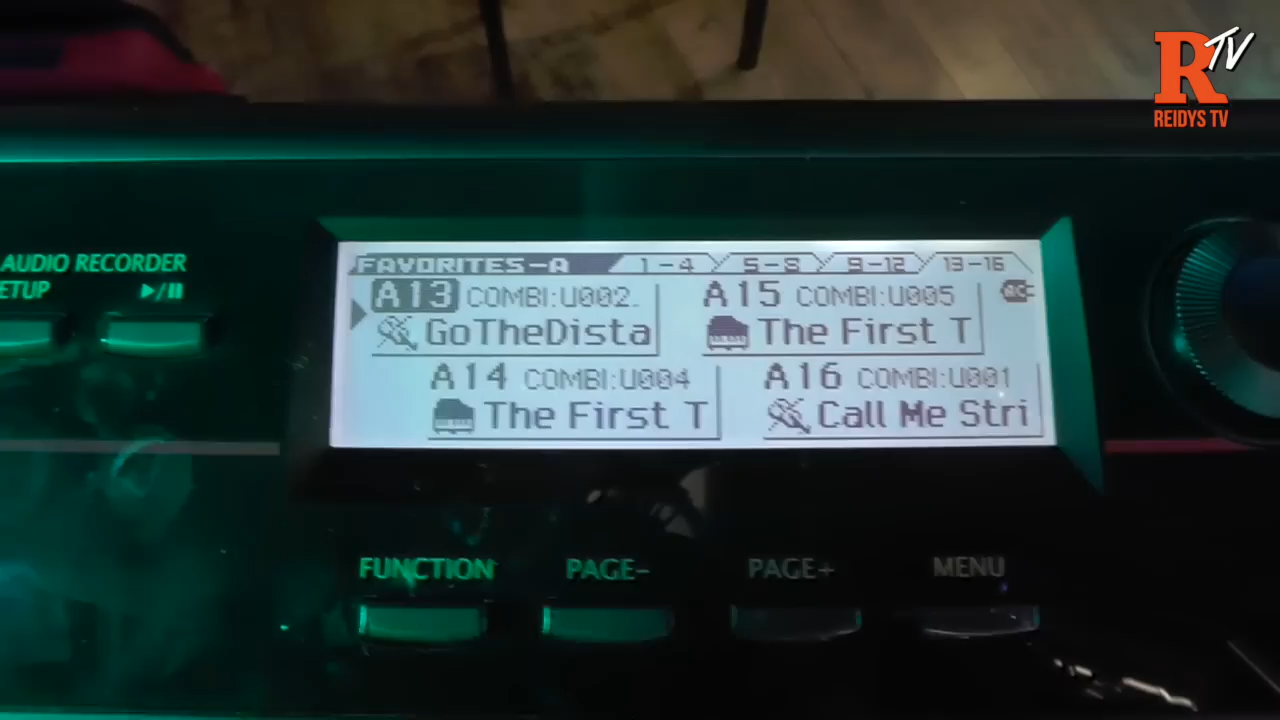 R TV
REIDYS TV
AUDIO RECORDER
ETUP
FAVORITES-A 1-4 5-8 9-12 13-16
A13 COMBI:U002 A15 COMBI:U005 AC
GoTheDista The First T
A14 COMBI:U004 A16 COMBI:U001
The First T Call Me Stri
FUNCTION PAGE- PAGE+ MENU